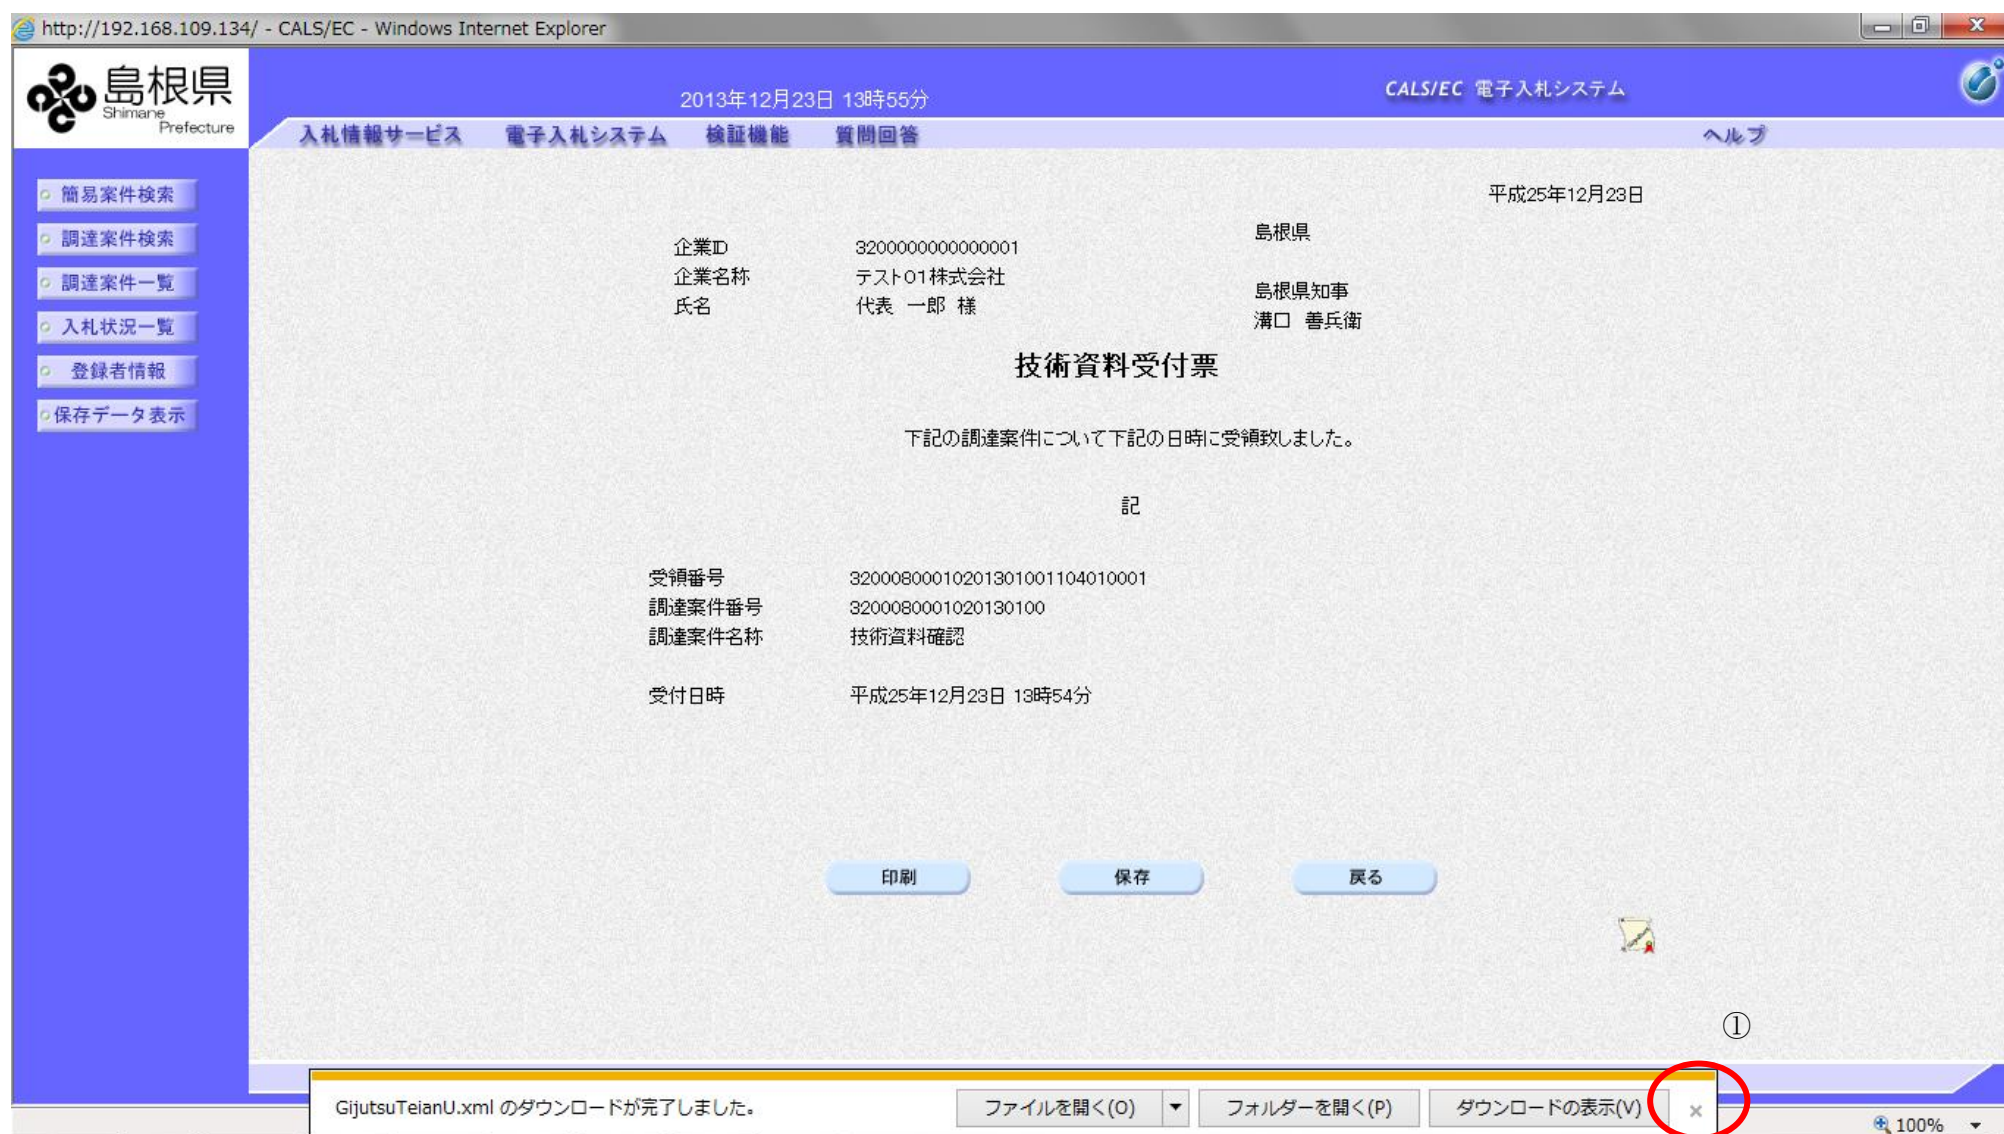 http://192.168.109.134/ - CALS/EC - Windows Internet Explorer
島根県
Shimane
Prefecture
2013年12月23日 13時55分
CALS/EC 電子入札システム
入札情報サービス 電子入札システム 検証機能 質問回答 ヘルプ
簡易案件検索
調達案件検索
調達案件一覧
入札状況一覧
登録者情報
保存データ表示
平成25年12月23日
島根県
企業ID 3200000000000001
企業名称 テスト01株式会社
氏名 代表 一郎 様
島根県知事
溝口 善兵衛
技術資料受付票
下記の調達案件について下記の日時に受領致しました。
記
受領番号 32000800010201301001104010001
調達案件番号 3200080001020130100
調達案件名称 技術資料確認
受付日時 平成25年12月23日 13時54分
印刷 保存 戻る
①
GijutsuTeianU.xml のダウンロードが完了しました。 ファイルを開く(O) ▼ フォルダーを開く(P) ダウンロードの表示(V) ×
100% ▼